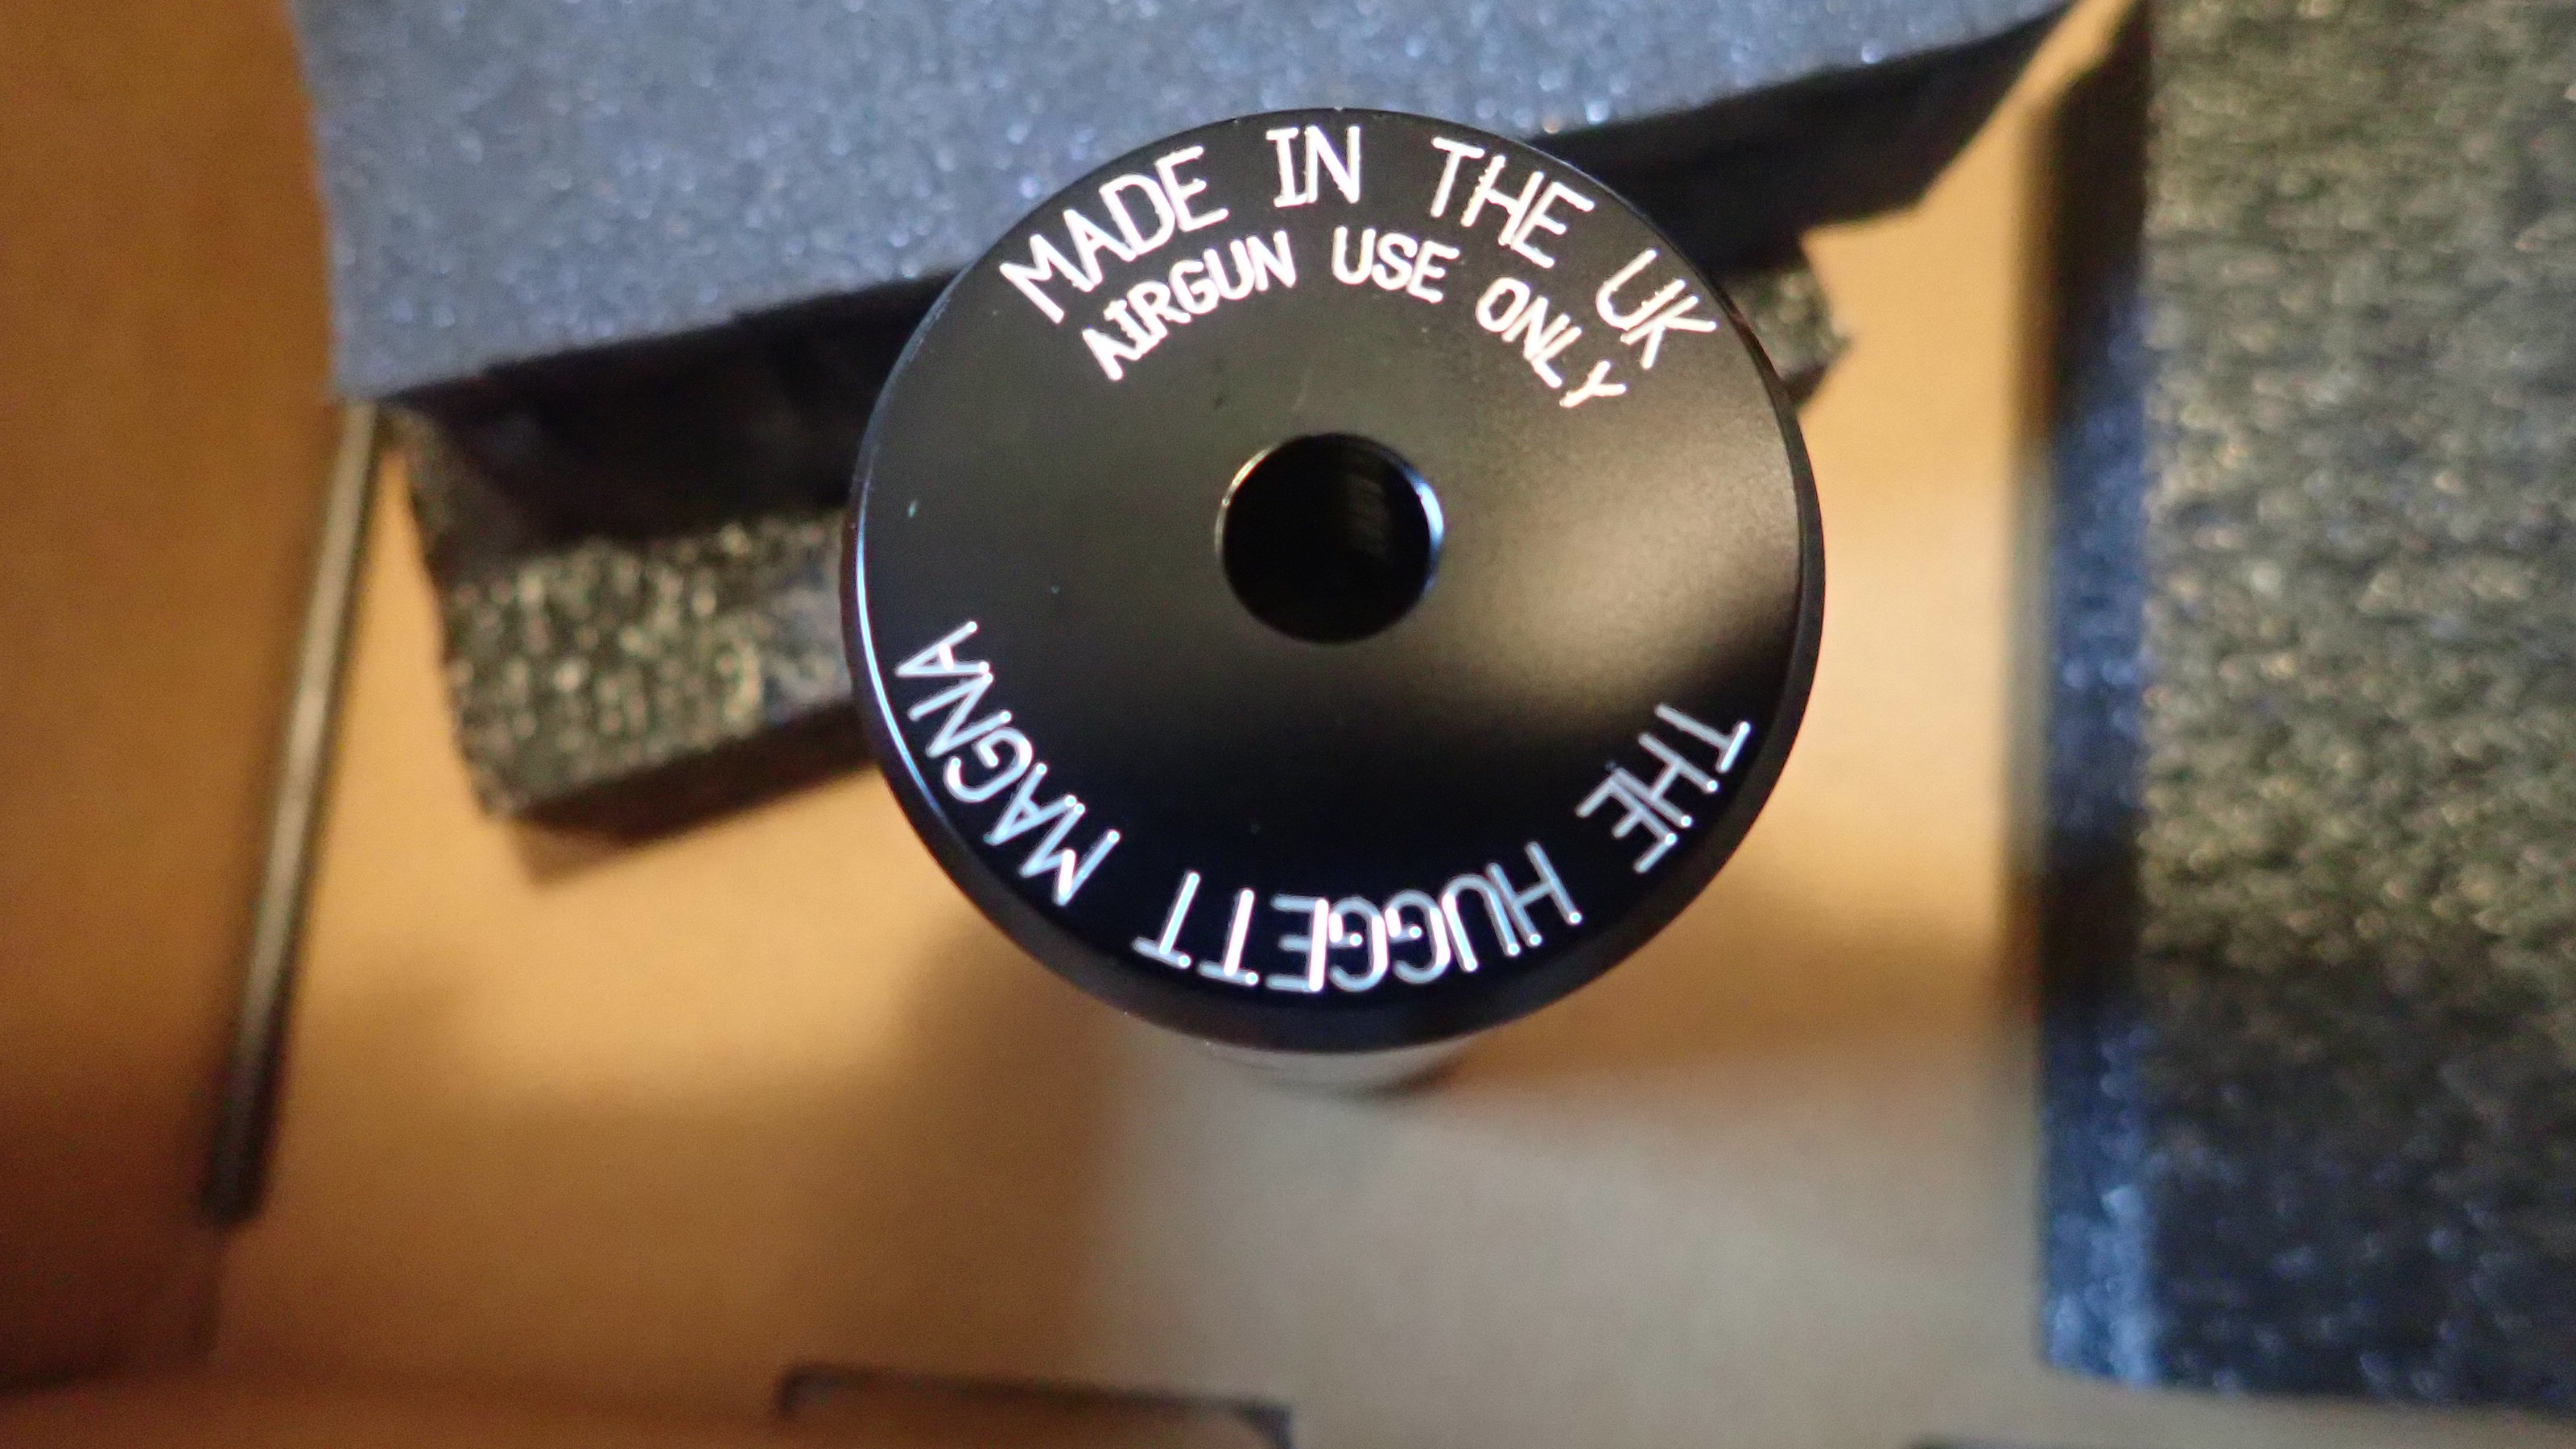 MADE IN THE UK
AIRGUN USE ONLY
THE HUGGETT MAGNA